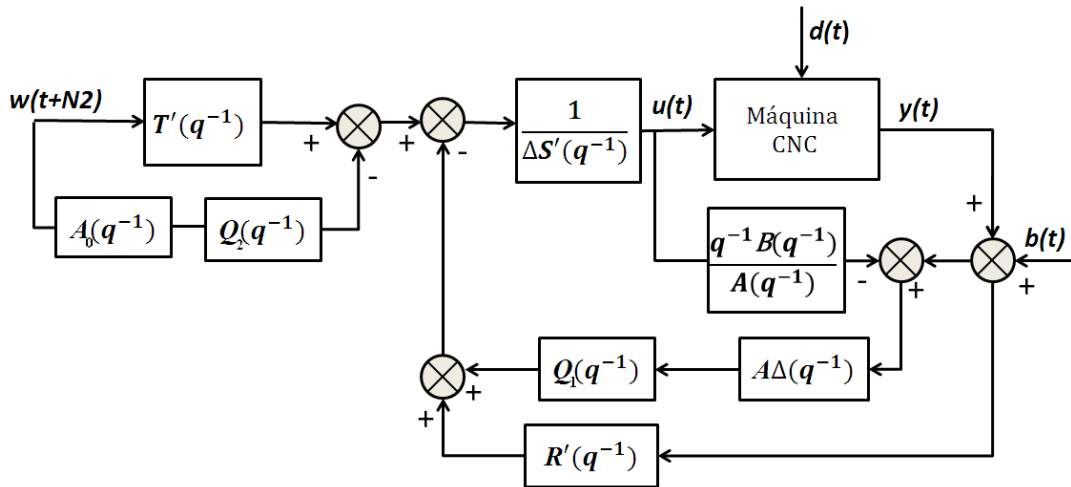 d(t)
w(t+N2)
T′(q⁻¹)
+
-
+
-
1
ΔS′(q⁻¹)
u(t)
Máquina
CNC
y(t)
A₀(q⁻¹)
Q₂(q⁻¹)
q⁻¹B(q⁻¹)
A(q⁻¹)
-
+
+
b(t)
+
Q₁(q⁻¹)
AΔ(q⁻¹)
+
+
R′(q⁻¹)